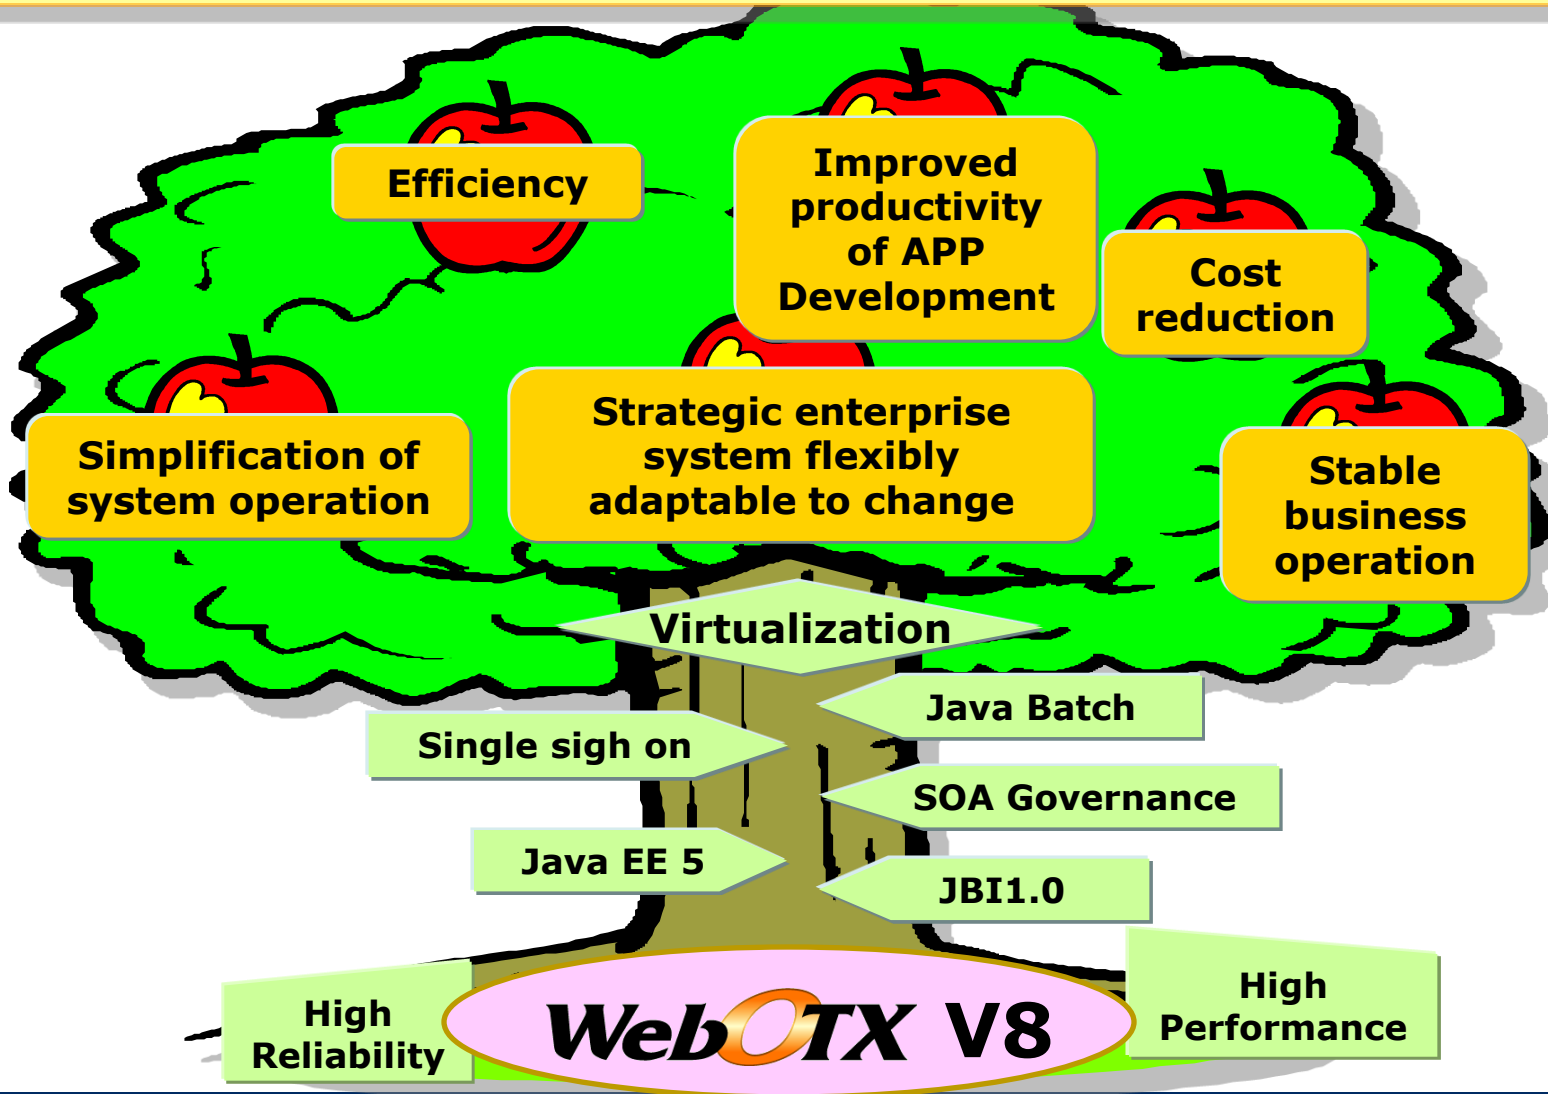 Efficiency
Improved
productivity
of APP
Development
Cost
reduction
Simplification of
system operation
Strategic enterprise
system flexibly
adaptable to change
Stable
business
operation
Virtualization
Java Batch
Single sigh on
SOA Governance
Java EE 5
JBI1.0
High
Reliability
WebOTX V8
High
Performance